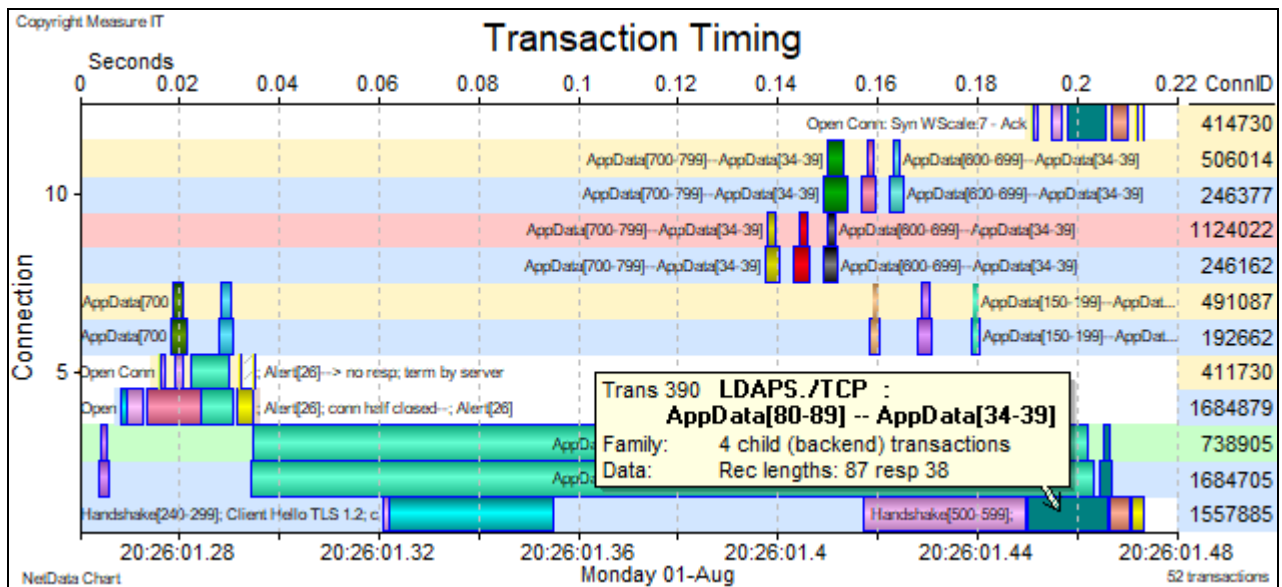 Copyright Measure IT
Transaction Timing
Seconds
0 0.02 0.04 0.06 0.08 0.1 0.12 0.14 0.16 0.18 0.2 0.22 ConnID
Open Conn: Syn WScale:7 - Ack 414730
AppData[700-799]--AppData[34-39] AppData[600-699]--AppData[34-39] 506014
10 AppData[700-799]--AppData[34-39] AppData[600-699]--AppData[34-39] 246377
AppData[700-799]--AppData[34-39] AppData[600-699]--AppData[34-39] 1124022
AppData[700-799]--AppData[34-39] AppData[600-699]--AppData[34-39] 246162
AppData[700 AppData[150-199]--AppDat... 491087
AppData[700 AppData[150-199]--AppDat... 192662
Connection
5 Open Conn ; Alert[26]--> no resp; term by server 411730
Open ; Alert[26]; conn half closed--; Alert[26] 1684879
Trans 390 LDAPS./TCP :
AppData[80-89] -- AppData[34-39]
Family: 4 child (backend) transactions
Data: Rec lengths: 87 resp 38
AppDa 738905
AppDa 1684705
Handshake[240-299]; Client Hello TLS 1.2; c Handshake[500-599]; 1557885
20:26:01.28 20:26:01.32 20:26:01.36 20:26:01.4 20:26:01.44 20:26:01.48
Monday 01-Aug
NetData Chart 52 transactions